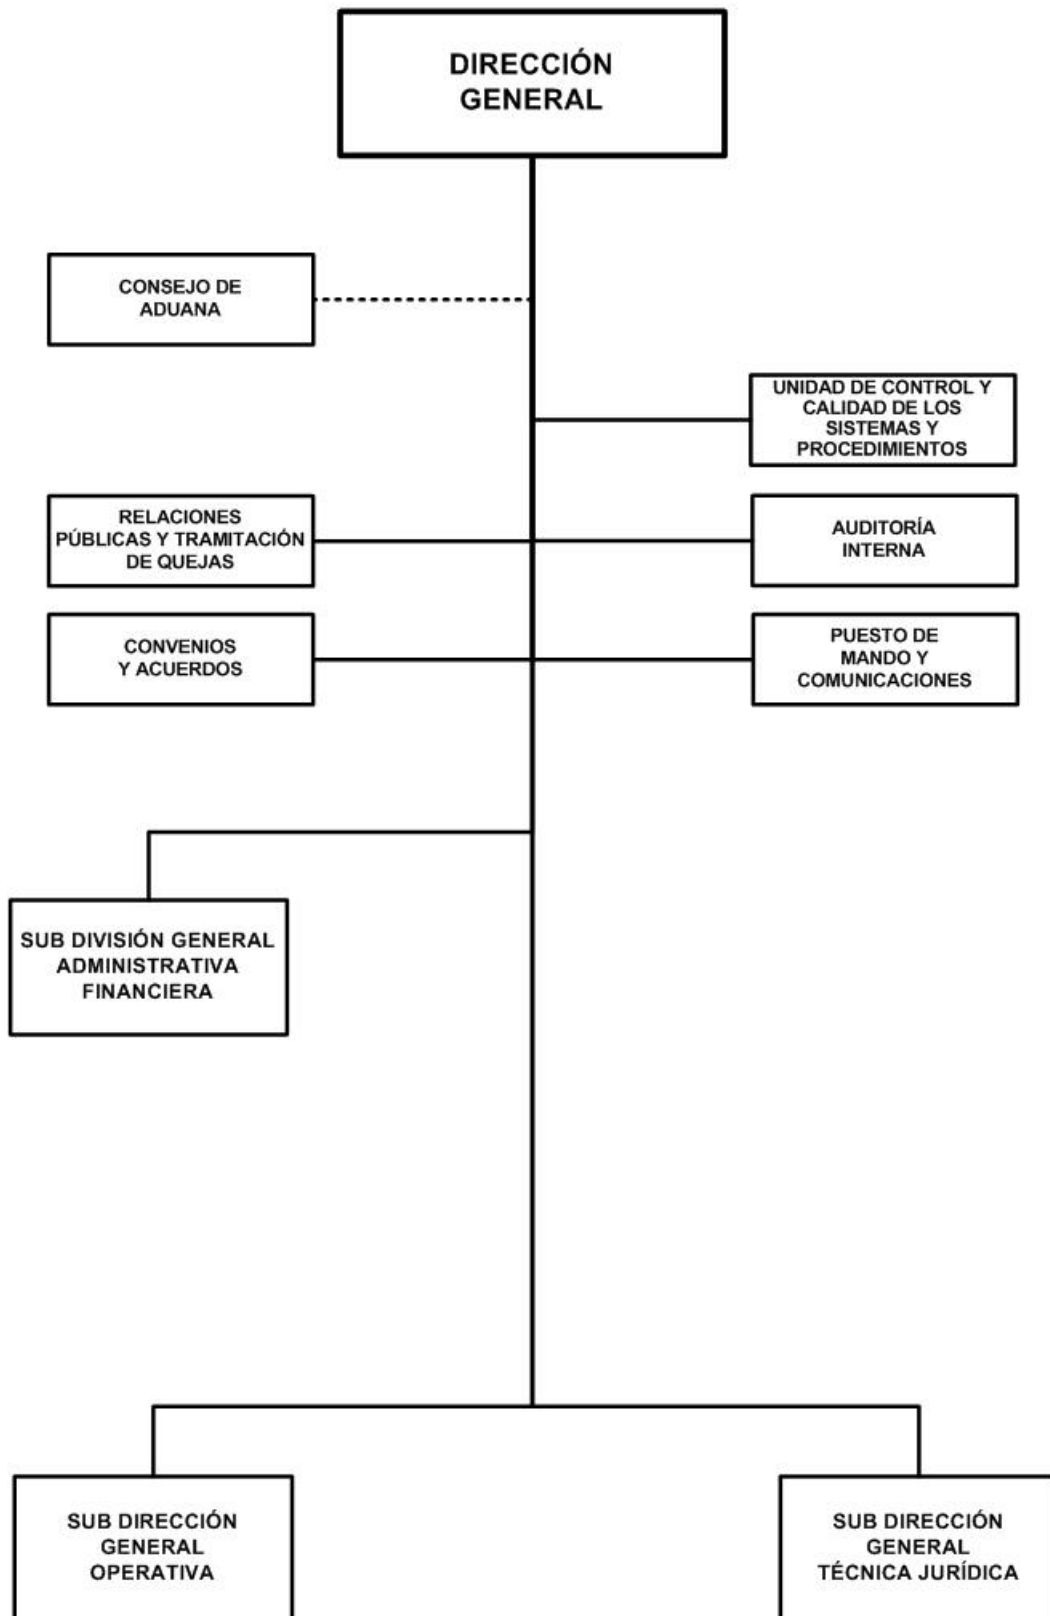 DIRECCIÓN
GENERAL
CONSEJO DE
ADUANA
UNIDAD DE CONTROL Y
CALIDAD DE LOS
SISTEMAS Y
PROCEDIMIENTOS
RELACIONES
PÚBLICAS Y TRAMITACIÓN
DE QUEJAS
AUDITORÍA
INTERNA
CONVENIOS
Y ACUERDOS
PUESTO DE
MANDO Y
COMUNICACIONES
SUB DIVISIÓN GENERAL
ADMINISTRATIVA
FINANCIERA
SUB DIRECCIÓN
GENERAL
OPERATIVA
SUB DIRECCIÓN
GENERAL
TÉCNICA JURÍDICA